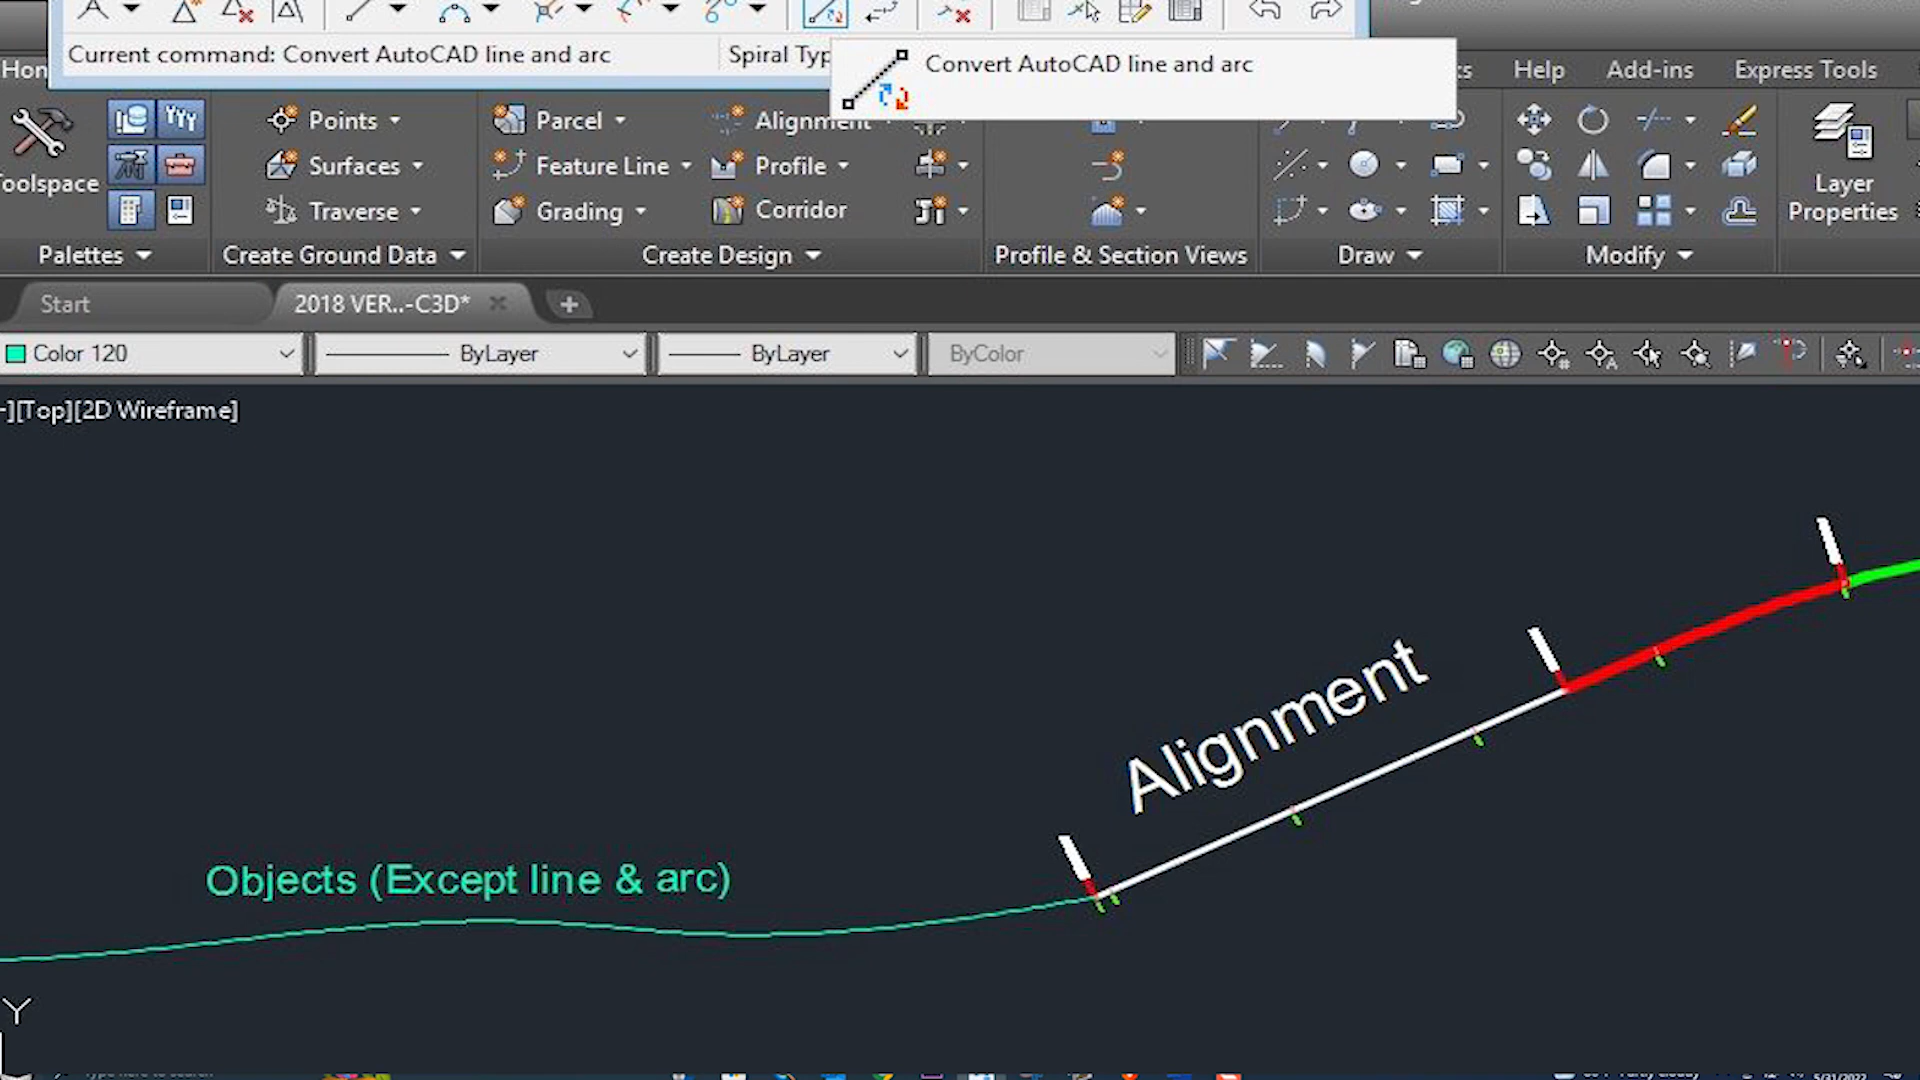 Current command: Convert AutoCAD line and arc
Spiral Typ
Convert AutoCAD line and arc
Help
Add-ins
Express Tools
Points
Parcel
Alignment
Surfaces
Feature Line
Profile
Toolspace
Layer
Properties
Traverse
Grading
Corridor
Palettes
Create Ground Data
Create Design
Profile & Section Views
Draw
Modify
Start
2018 VER..-C3D*
Color 120
ByLayer
ByLayer
ByColor
][Top][2D Wireframe]
Alignment
Objects (Except line & arc)
Y